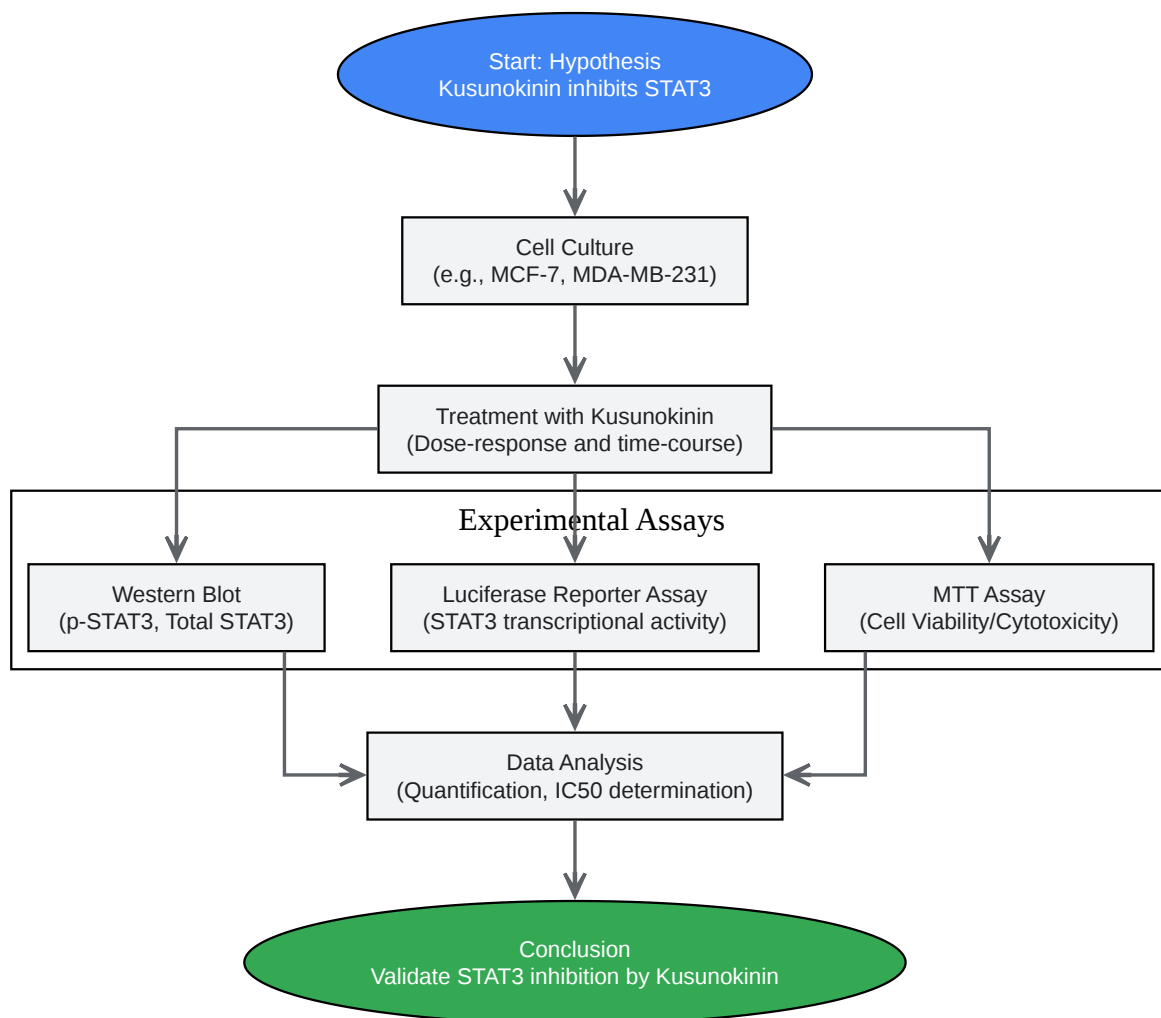 Start: Hypothesis
Kusunokinin inhibits STAT3
Cell Culture
(e.g., MCF-7, MDA-MB-231)
Treatment with Kusunokinin
(Dose-response and time-course)
Experimental Assays
Western Blot
(p-STAT3, Total STAT3)
Luciferase Reporter Assay
(STAT3 transcriptional activity)
MTT Assay
(Cell Viability/Cytotoxicity)
Data Analysis
(Quantification, IC50 determination)
Conclusion
Validate STAT3 inhibition by Kusunokinin